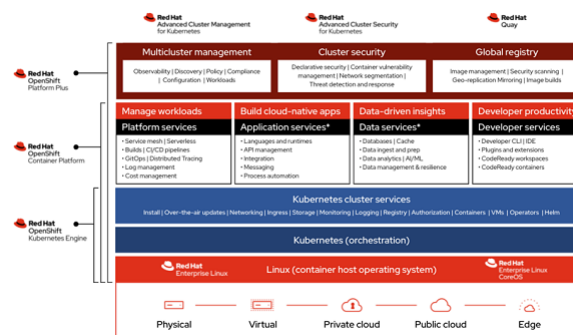 Red Hat
Advanced Cluster Management
for Kubernetes
Red Hat
Advanced Cluster Security
for Kubernetes
Red Hat
Quay
Red Hat
OpenShift
Platform Plus
Multicluster management
Observability | Discovery | Policy | Compliance
| Configuration | Workloads
Cluster security
Declarative security | Container vulnerability
management | Network segmentation |
Threat detection and response
Global registry
Image management | Security scanning |
Geo-replication Mirroring | Image builds
Red Hat
OpenShift
Container Platform
Manage workloads
Platform services
• Service mesh | Serverless
• Builds | CI/CD pipelines
• GitOps | Distributed Tracing
• Log management
• Cost management
Build cloud-native apps
Application services*
• Languages and runtimes
• API management
• Integration
• Messaging
• Process automation
Data-driven insights
Data services*
• Databases | Cache
• Data ingest and prep
• Data analytics | AI/ML
• Data management & resilience
Developer productivity
Developer services
• Developer CLI | IDE
• Plugins and extensions
• CodeReady workspaces
• CodeReady containers
Red Hat
OpenShift
Kubernetes Engine
Kubernetes cluster services
Install | Over-the-air updates | Networking | Ingress | Storage | Monitoring | Logging | Registry | Authorization | Containers | VMs | Operators | Helm
Kubernetes (orchestration)
Red Hat
Enterprise Linux
Linux (container host operating system)
Red Hat
Enterprise Linux
CoreOS
Physical
Virtual
Private cloud
Public cloud
Edge